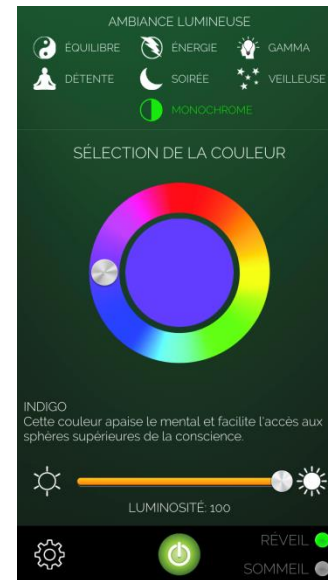 AMBIANCE LUMINEUSE
ÉQUILIBRE ÉNERGIE GAMMA
DÉTENTE SOIRÉE VEILLEUSE
MONOCHROME
SÉLECTION DE LA COULEUR
INDIGO
Cette couleur apaise le mental et facilite l'accès aux
sphères supérieures de la conscience.
LUMINOSITÉ: 100
RÉVEIL
SOMMEIL